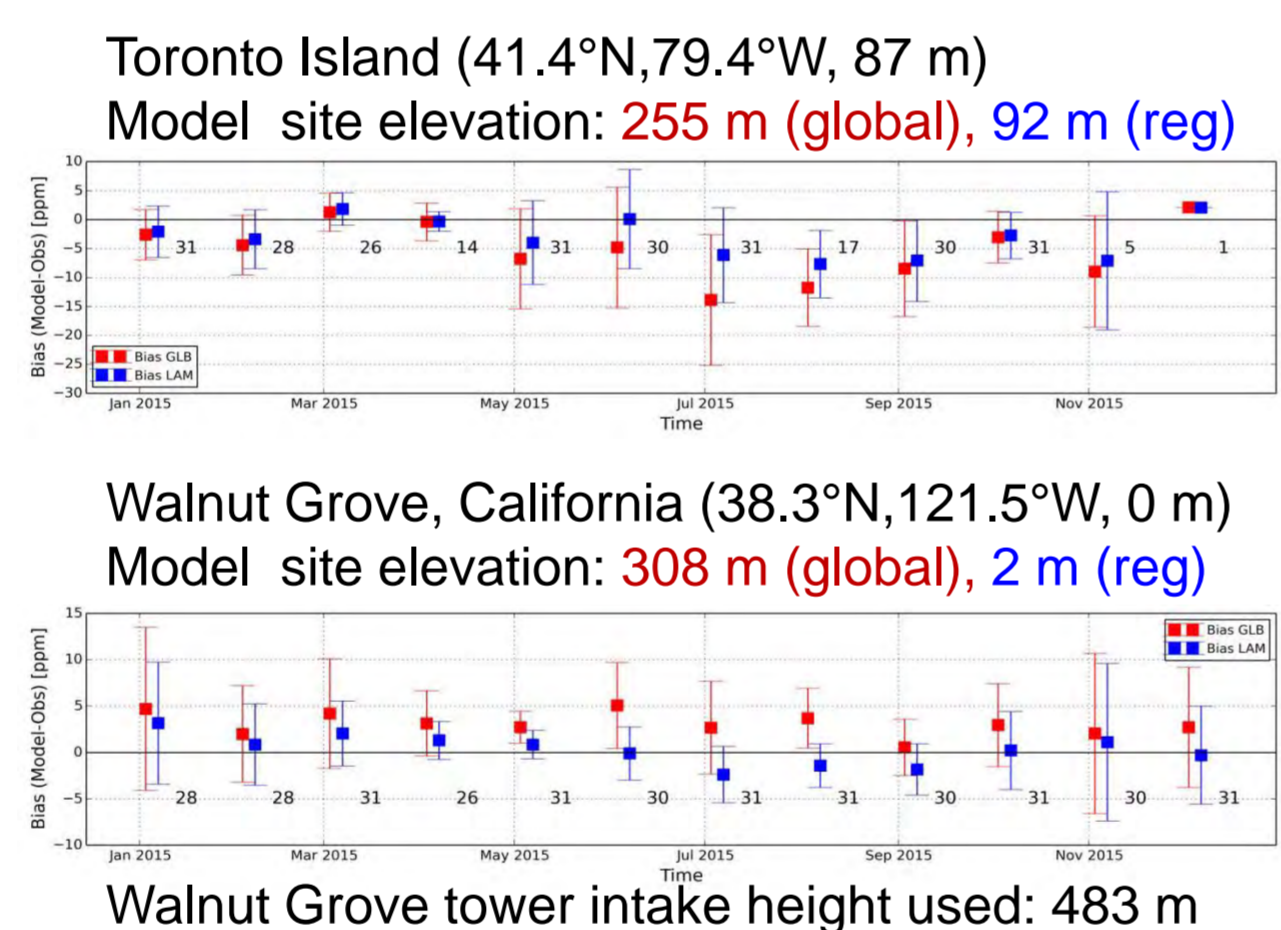 Toronto Island (41.4°N,79.4°W, 87 m)
Model site elevation: 255 m (global), 92 m (reg)
10
5
0
−5
−10
−15
−20
−25
−30
Bias (Model-Obs) [ppm]
31 28 26 14 31 30 31 17 30 31 5 1
Bias GLB
Bias LAM
Jan 2015 Mar 2015 May 2015 Jul 2015 Sep 2015 Nov 2015
Time
Walnut Grove, California (38.3°N,121.5°W, 0 m)
Model site elevation: 308 m (global), 2 m (reg)
15
10
5
0
−5
−10
Bias (Model-Obs) [ppm]
Bias GLB
Bias LAM
28 28 31 26 31 30 31 31 30 31 30 31
Jan 2015 Mar 2015 May 2015 Jul 2015 Sep 2015 Nov 2015
Time
Walnut Grove tower intake height used: 483 m